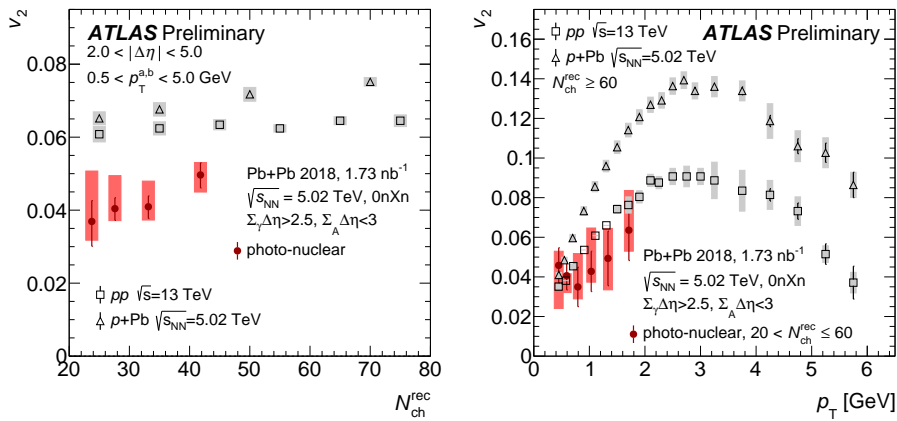 v₂
ATLAS Preliminary
2.0 < |Δη| < 5.0
0.5 < p_T^{a,b} < 5.0 GeV
0.08
0.06
0.04
0.02
0
Pb+Pb 2018, 1.73 nb⁻¹
√s_NN = 5.02 TeV, 0nXn
Σ_γΔη>2.5, Σ_AΔη<3
photo-nuclear
pp √s=13 TeV
p+Pb √s_NN=5.02 TeV
20 30 40 50 60 70 80
N_ch^rec
v₂
ATLAS Preliminary
pp √s=13 TeV
p+Pb √s_NN=5.02 TeV
N_ch^rec ≥ 60
0.16
0.14
0.12
0.1
0.08
0.06
0.04
0.02
0
Pb+Pb 2018, 1.73 nb⁻¹
√s_NN = 5.02 TeV, 0nXn
Σ_γΔη>2.5, Σ_AΔη<3
photo-nuclear, 20 < N_ch^rec ≤ 60
0 1 2 3 4 5 6
p_T [GeV]